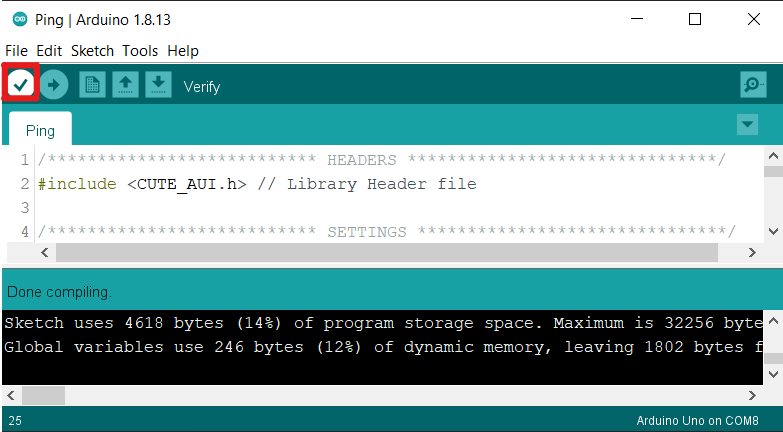 Ping | Arduino 1.8.13
File Edit Sketch Tools Help
Verify
Ping
1 /*************************** HEADERS *******************************/
2 #include <CUTE_AUI.h> // Library Header file
3
4 /*************************** SETTINGS *******************************/
Done compiling.
Sketch uses 4618 bytes (14%) of program storage space. Maximum is 32256 byte
Global variables use 246 bytes (12%) of dynamic memory, leaving 1802 bytes f
25 Arduino Uno on COM8